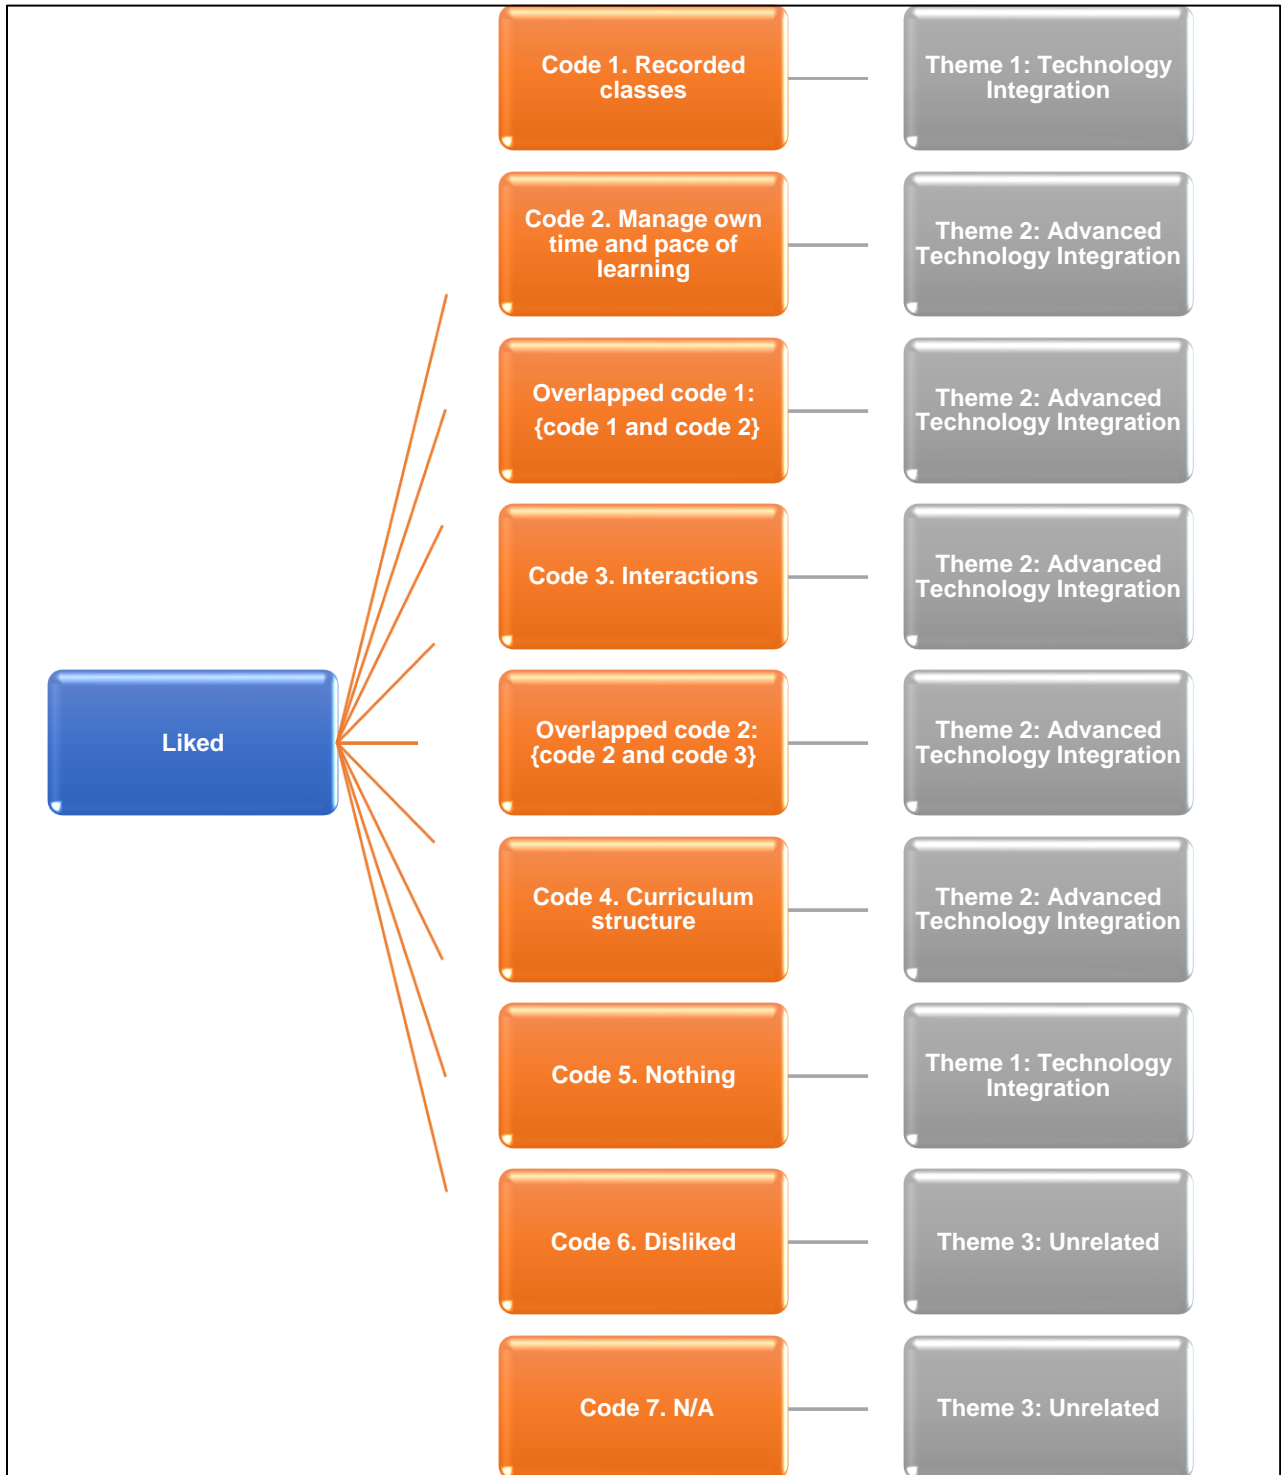 Code 1. Recorded
classes
Theme 1: Technology
Integration
Code 2. Manage own
time and pace of
learning
Theme 2: Advanced
Technology Integration
Overlapped code 1:
{code 1 and code 2}
Theme 2: Advanced
Technology Integration
Code 3. Interactions
Theme 2: Advanced
Technology Integration
Liked
Overlapped code 2:
{code 2 and code 3}
Theme 2: Advanced
Technology Integration
Code 4. Curriculum
structure
Theme 2: Advanced
Technology Integration
Code 5. Nothing
Theme 1: Technology
Integration
Code 6. Disliked
Theme 3: Unrelated
Code 7. N/A
Theme 3: Unrelated